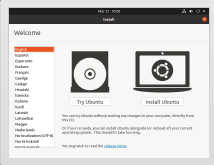 Mar 21 10:06
Install
Welcome
English
Español
Esperanto
Euskara
Français
Gaeilge
Galego
Hrvatski
Íslenska
Italiano
Kurdî
Latviski
Lietuviškai
Magyar
Nederlands
No localization (UTF-8)
Norsk bokmål
Norsk nynorsk
Try Ubuntu
Install Ubuntu
You can try Ubuntu without making any changes to your computer, directly from
this CD.
Or if you're ready, you can install Ubuntu alongside (or instead of) your current
operating system. This shouldn't take too long.
You may wish to read the release notes.